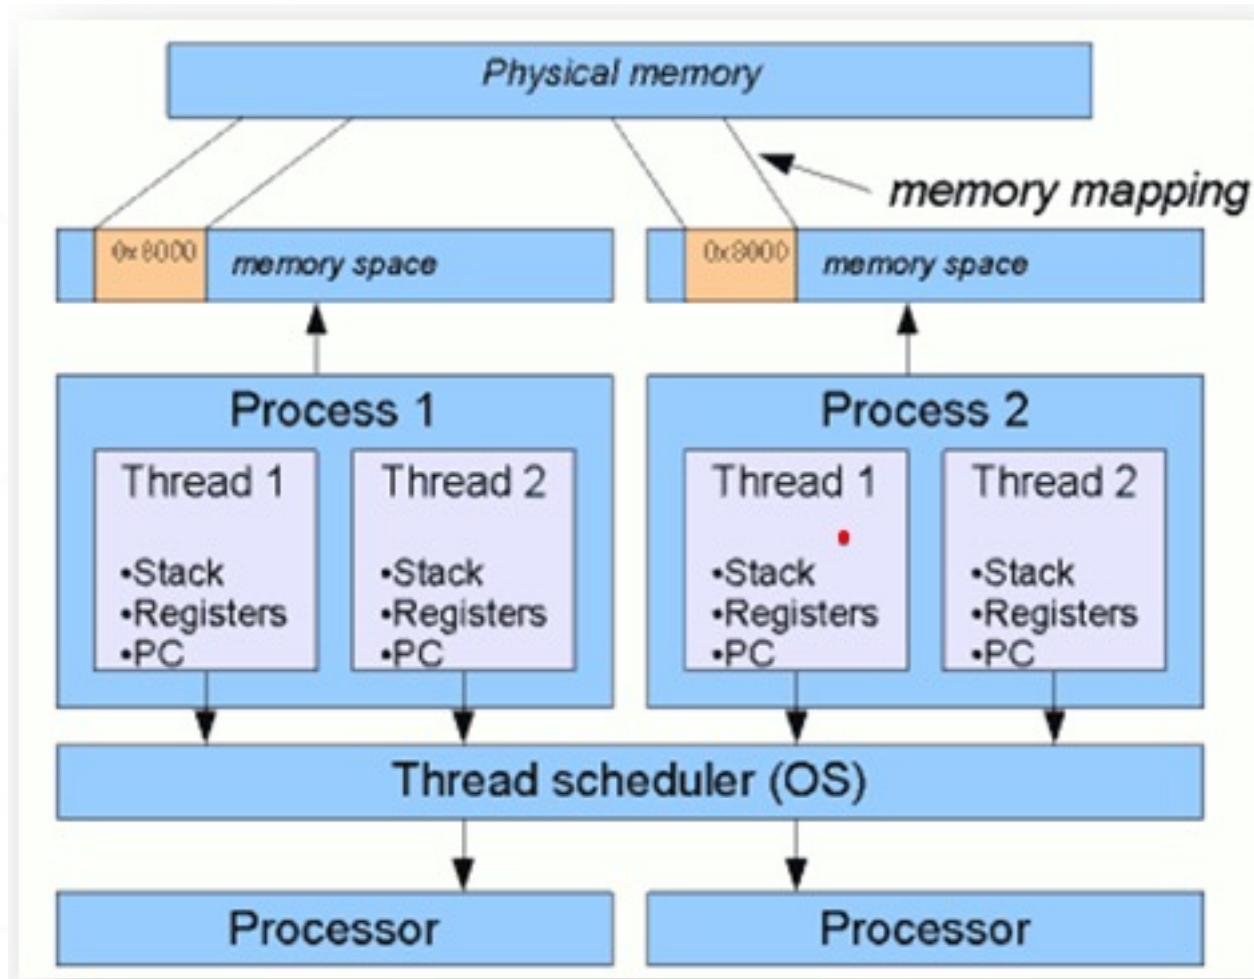 Physical memory
memory mapping
0x8000 memory space
0x8000 memory space
Process 1
Process 2
Thread 1
Thread 2
Thread 1
Thread 2
•Stack
•Registers
•PC
•Stack
•Registers
•PC
•Stack
•Registers
•PC
•Stack
•Registers
•PC
Thread scheduler (OS)
Processor
Processor